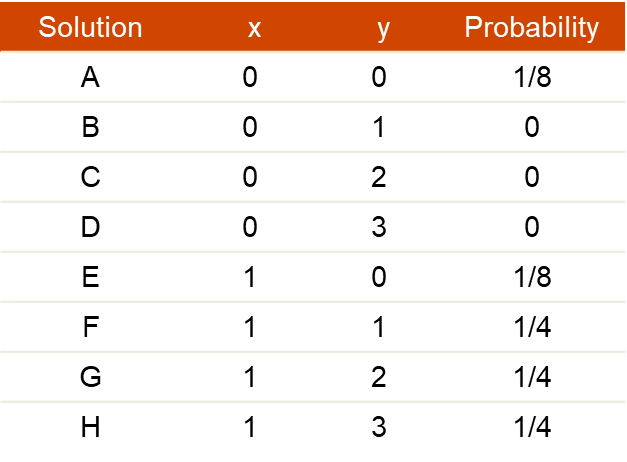 Solution x y Probability
A 0 0 1/8
B 0 1 0
C 0 2 0
D 0 3 0
E 1 0 1/8
F 1 1 1/4
G 1 2 1/4
H 1 3 1/4